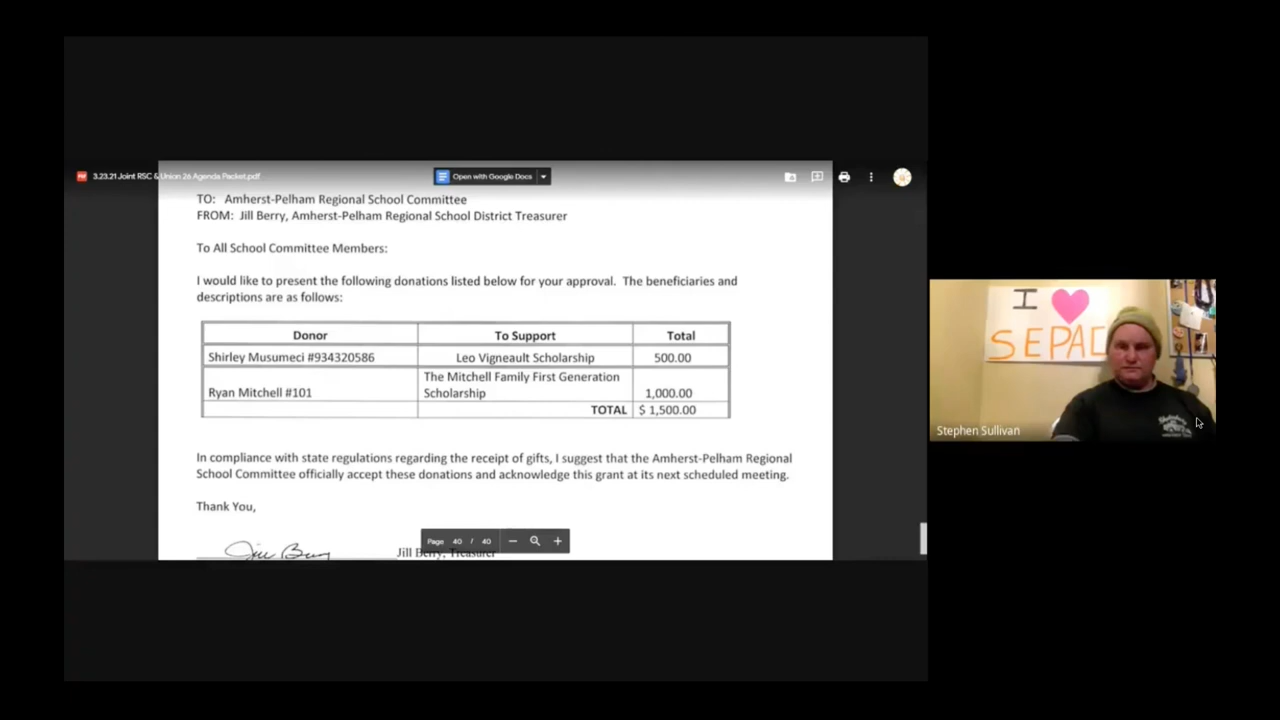 3.23.21 Joint RSC & Union 26 Agenda Packet.pdf
Open with Google Docs
TO: Amherst-Pelham Regional School Committee
FROM: Jill Berry, Amherst-Pelham Regional School District Treasurer
To All School Committee Members:
I would like to present the following donations listed below for your approval. The beneficiaries and
descriptions are as follows:
Donor To Support Total
Shirley Musumeci #934320586 Leo Vigneault Scholarship 500.00
The Mitchell Family First Generation
Ryan Mitchell #101 Scholarship 1,000.00
TOTAL $ 1,500.00
In compliance with state regulations regarding the receipt of gifts, I suggest that the Amherst-Pelham Regional
School Committee officially accept these donations and acknowledge this grant at its next scheduled meeting.
Thank You,
Jill Berry
Jill Berry, Treasurer
Page 40 / 40
I
SEPAC
Stephen Sullivan